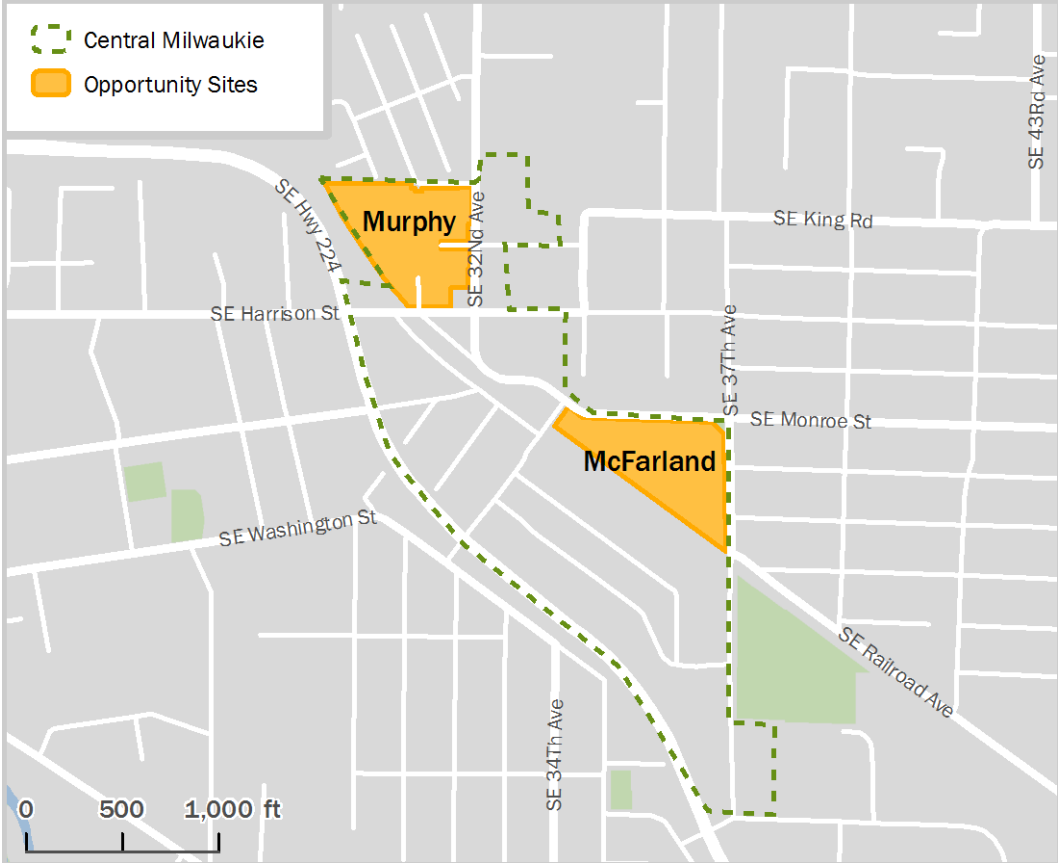 Central Milwaukie
Opportunity Sites
SE 43Rd Ave
SE Hwy 224
Murphy
SE 32Nd Ave
SE King Rd
SE Harrison St
SE 37Th Ave
SE Monroe St
McFarland
SE Washington St
SE Railroad Ave
SE 34Th Ave
0 500 1,000 ft